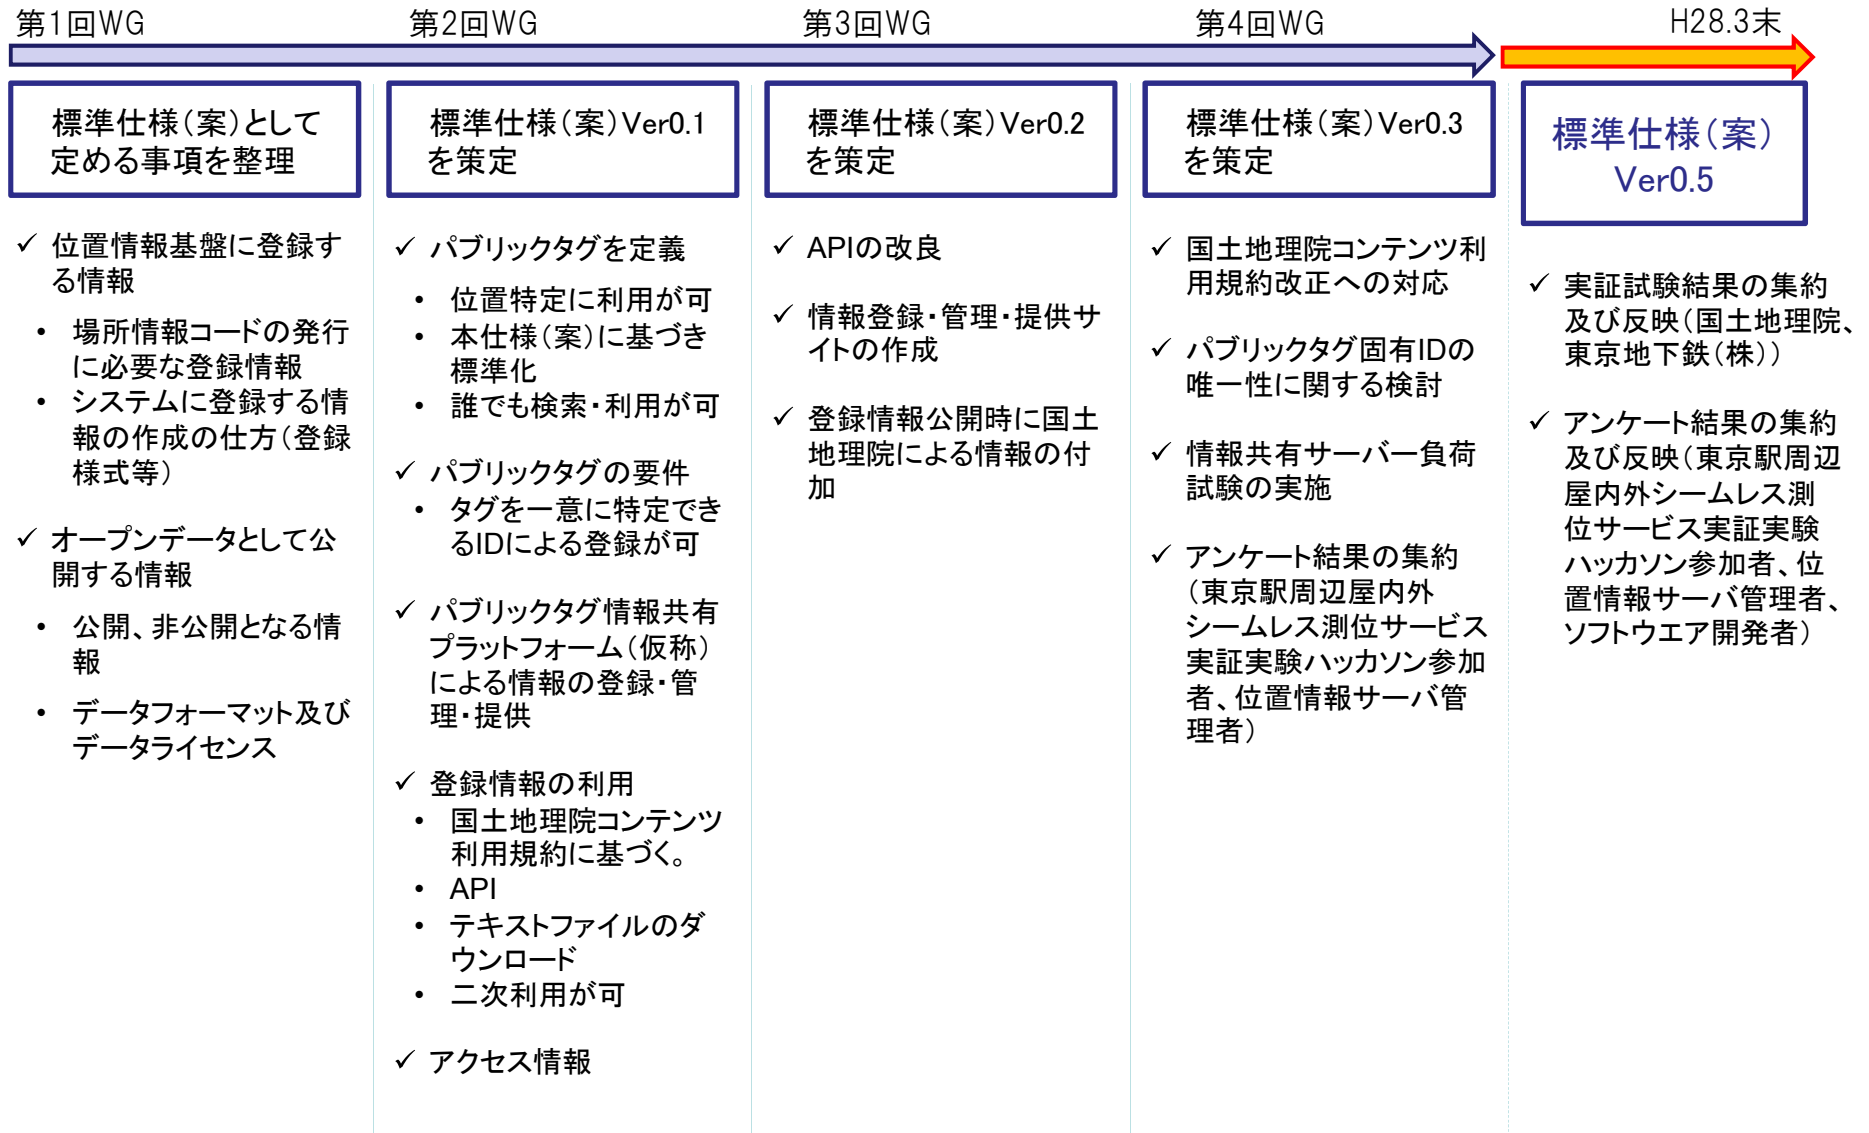 第1回WG
標準仕様(案)として
定める事項を整理
✓ 位置情報基盤に登録す
る情報
• 場所情報コードの発行
に必要な登録情報
• システムに登録する情
報の作成の仕方(登録
様式等)
✓ オープンデータとして公
開する情報
• 公開、非公開となる情
報
• データフォーマット及び
データライセンス
第2回WG
標準仕様(案)Ver0.1
を策定
✓ パブリックタグを定義
• 位置特定に利用が可
• 本仕様(案)に基づき
標準化
• 誰でも検索・利用が可
✓ パブリックタグの要件
• タグを一意に特定でき
るIDによる登録が可
✓ パブリックタグ情報共有
プラットフォーム(仮称)
による情報の登録・管
理・提供
✓ 登録情報の利用
• 国土地理院コンテンツ
利用規約に基づく。
• API
• テキストファイルのダ
ウンロード
• 二次利用が可
✓ アクセス情報
第3回WG
標準仕様(案)Ver0.2
を策定
✓ APIの改良
✓ 情報登録・管理・提供サ
イトの作成
✓ 登録情報公開時に国土
地理院による情報の付
加
第4回WG
標準仕様(案)Ver0.3
を策定
✓ 国土地理院コンテンツ利
用規約改正への対応
✓ パブリックタグ固有IDの
唯一性に関する検討
✓ 情報共有サーバー負荷
試験の実施
✓ アンケート結果の集約
(東京駅周辺屋内外
シームレス測位サービス
実証実験ハッカソン参加
者、位置情報サーバ管
理者)
H28.3末
標準仕様(案)
Ver0.5
✓ 実証試験結果の集約
及び反映(国土地理院、
東京地下鉄(株))
✓ アンケート結果の集約
及び反映(東京駅周辺
屋内外シームレス測
位サービス実証実験
ハッカソン参加者、位
置情報サーバ管理者、
ソフトウエア開発者)